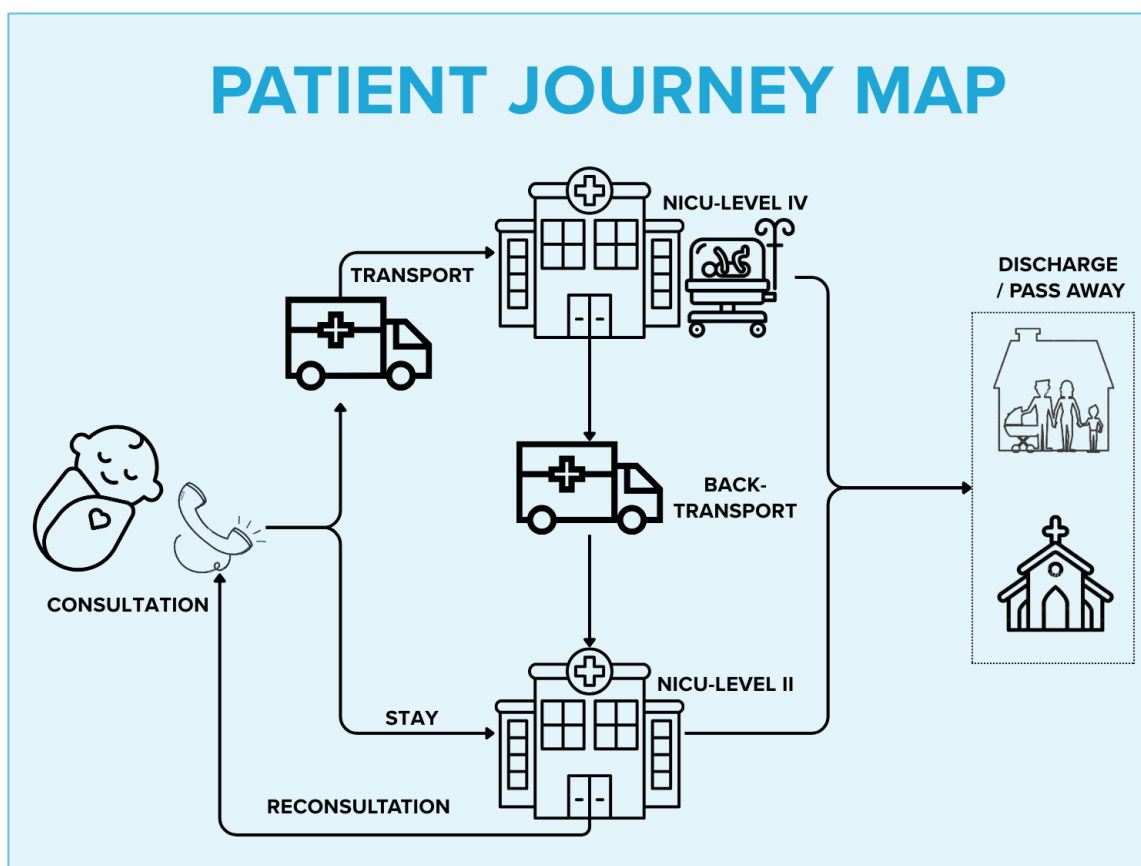 PATIENT JOURNEY MAP
NICU-LEVEL IV
TRANSPORT
DISCHARGE
/ PASS AWAY
BACK-
TRANSPORT
CONSULTATION
NICU-LEVEL II
STAY
RECONSULTATION